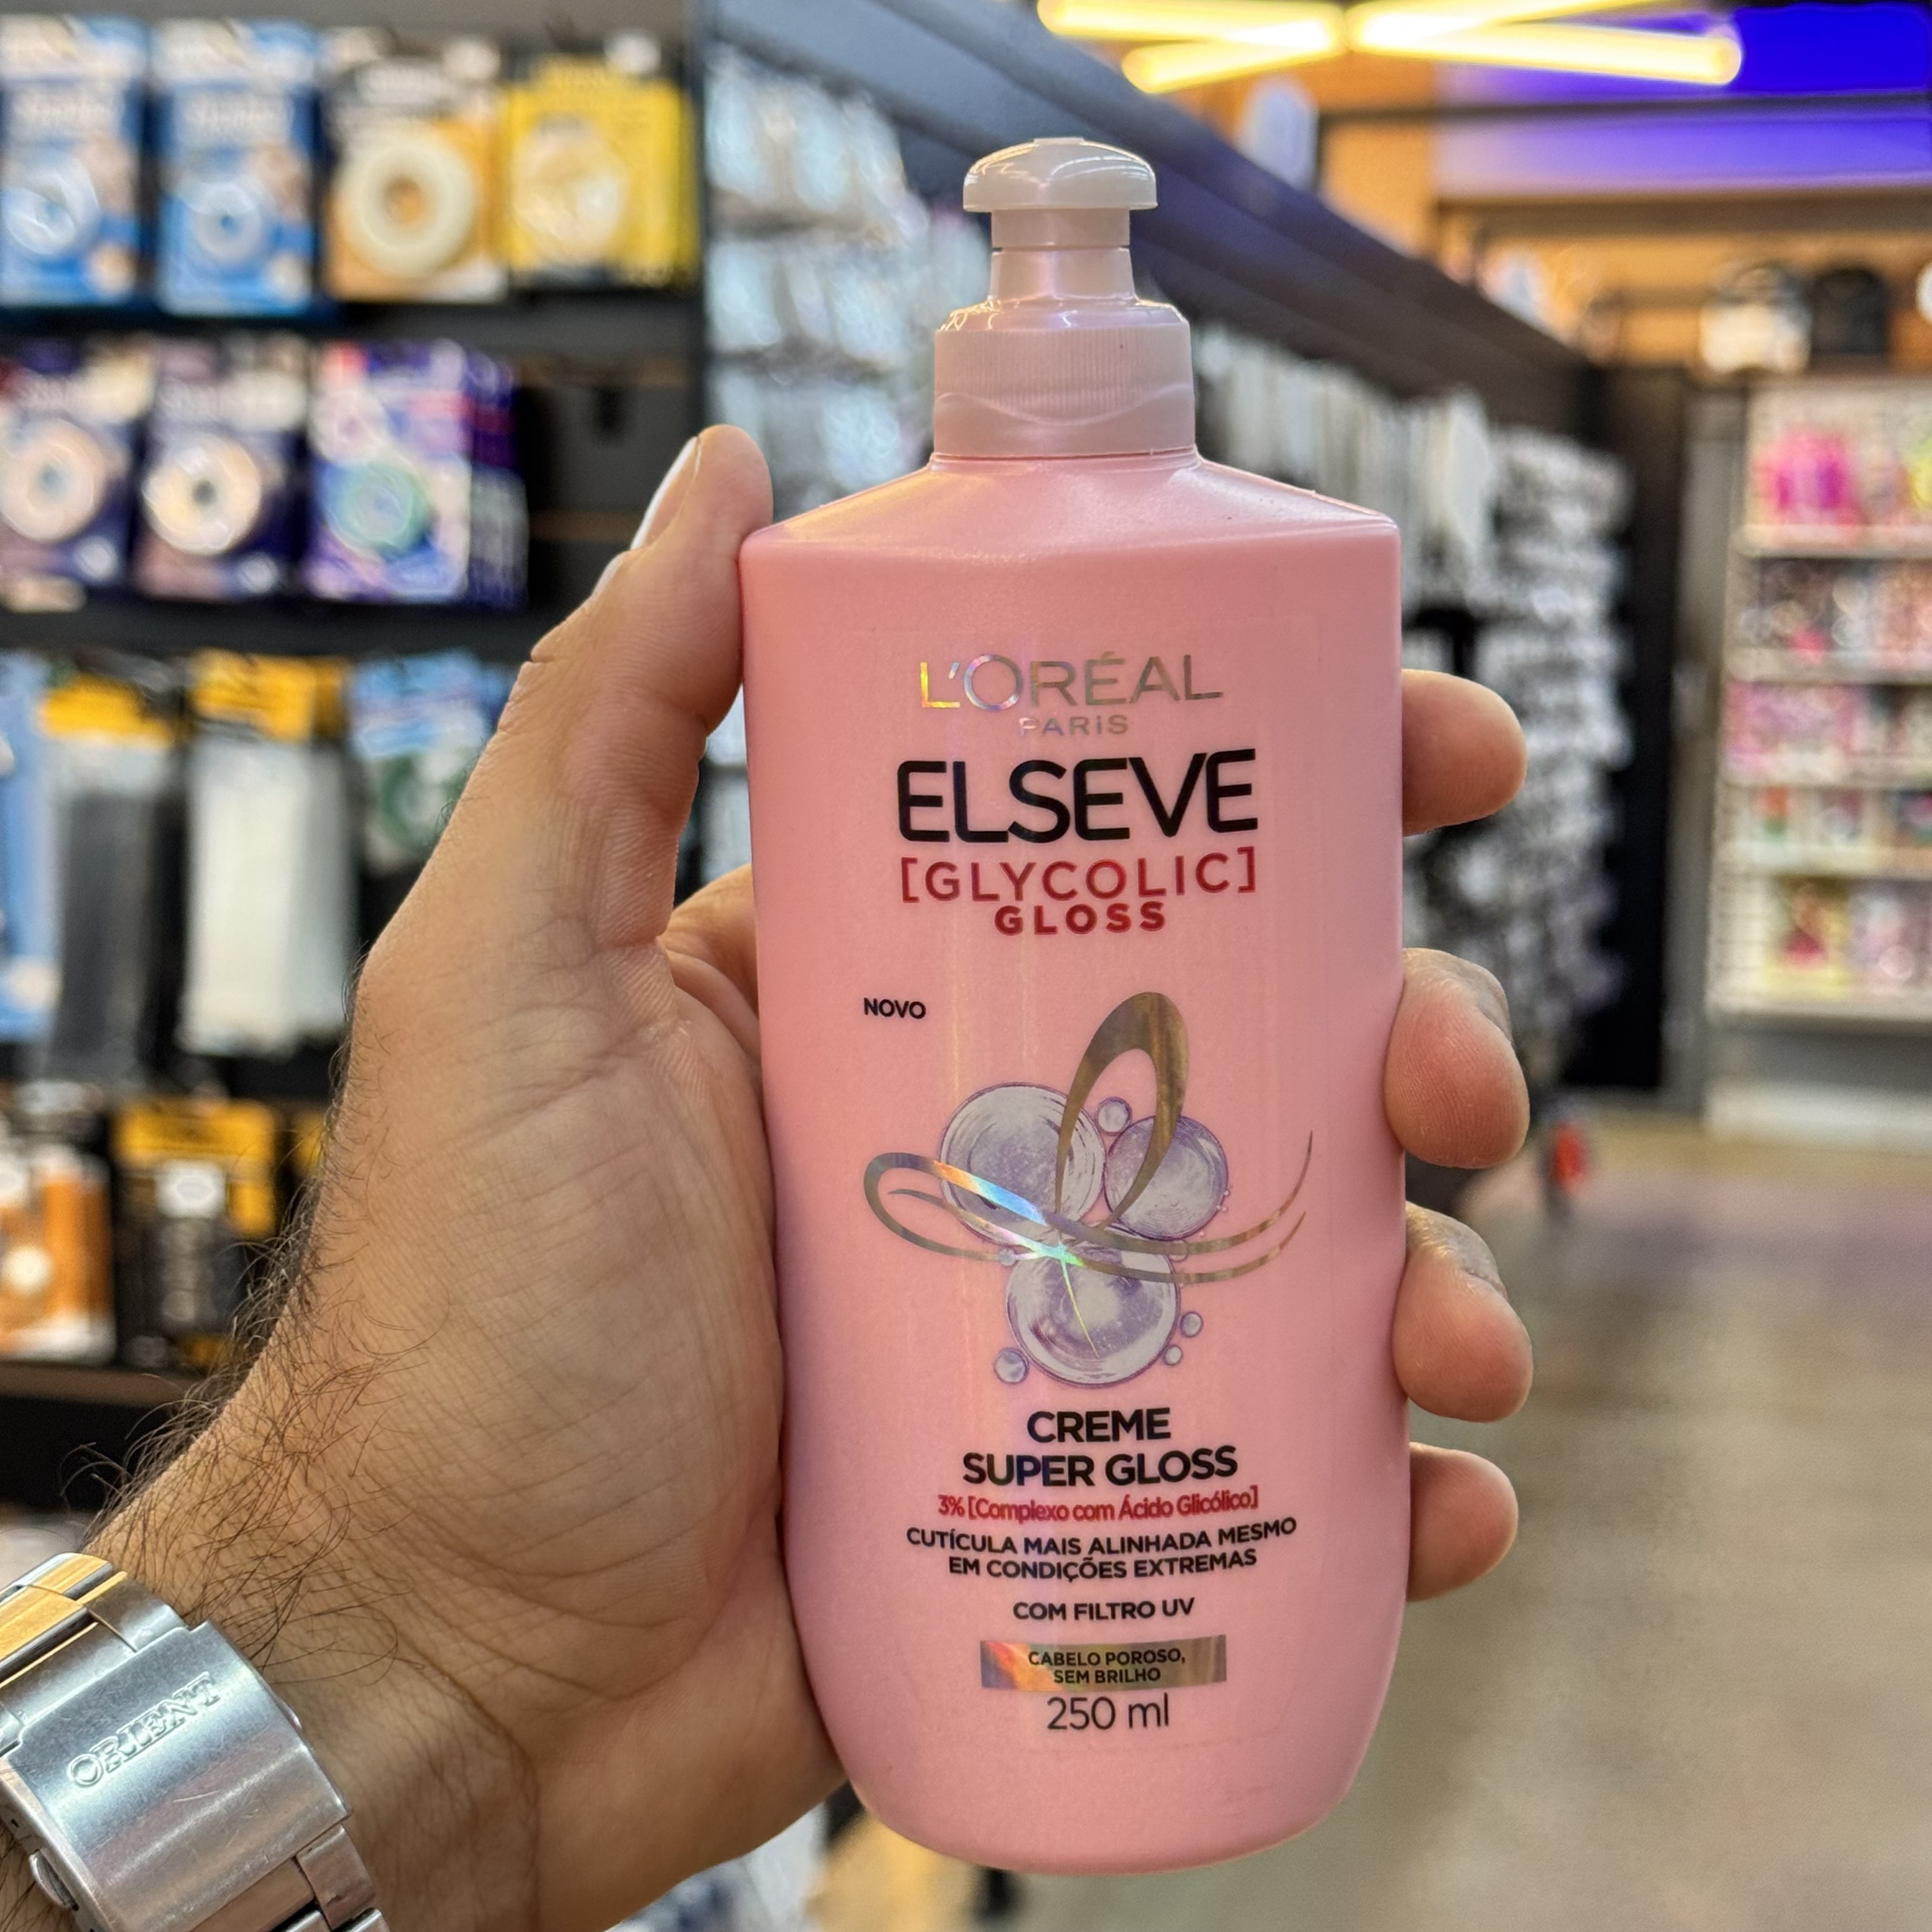 L'ORÉAL
PARIS
ELSEVE
[GLYCOLIC]
GLOSS
NOVO
CREME
SUPER GLOSS
3% [Complexo com Ácido Glicólico]
CUTÍCULA MAIS ALINHADA MESMO
EM CONDIÇÕES EXTREMAS
COM FILTRO UV
CABELO POROSO,
SEM BRILHO
250 ml
ORIENT